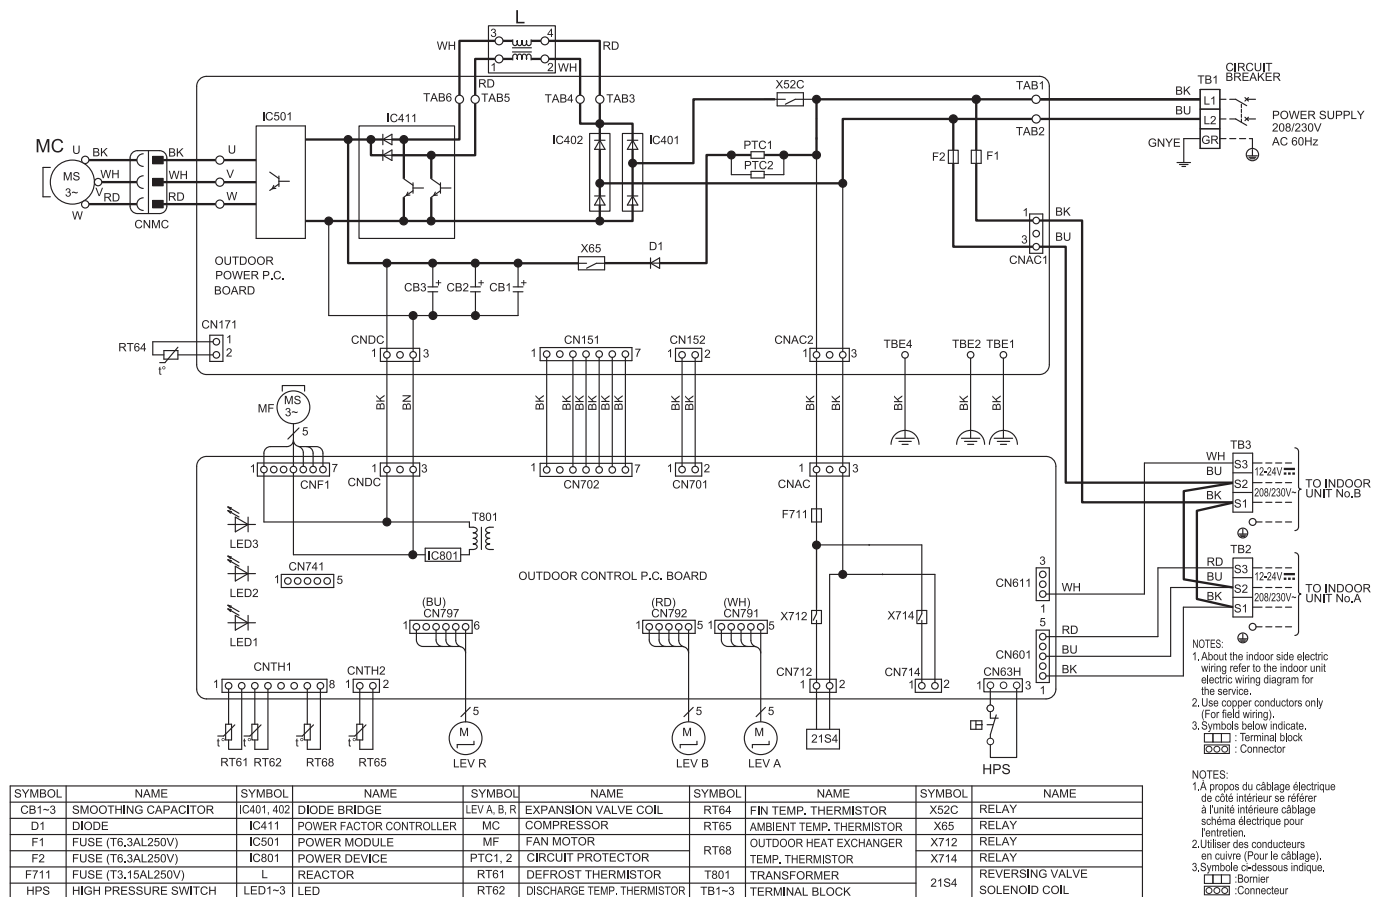 L
3 4
WH RD
1 2
RD WH
TAB6 TAB5 TAB4 TAB3
X52C
TAB1
TB1
CIRCUIT
BREAKER
BK L1
BU L2
GNYE GR
TAB2
POWER SUPPLY
208/230V
AC 60Hz
IC501 IC411 IC402 IC401
PTC1
PTC2
F2 F1
MC
MS
3~
U BK BK U
V WH WH V
W RD RD W
CNMC
1 BK
3 BU
CNAC1
X65 D1
OUTDOOR
POWER P.C.
BOARD
CB3 + CB2 + CB1 +
CN171
1
2
RT64
t°
CNDC
1 3
CN151
1 7
CN152
1 2
CNAC2
1 3
TBE4 TBE2 TBE1
MF
MS
3~
5
BK BN BK BK BK BK BK BK BK BK BK BK BK BK BK BK
1 7
CNF1
1 3
CNDC
1 7
CN702
1 2
CN701
CNAC
1 3
LED3
LED2
LED1
T801
IC801
CN741
1 5
OUTDOOR CONTROL P.C. BOARD
F711
X712 X714
TB3
WH S3
BU S2
BK S1
12-24V
208/230V~
TO INDOOR
UNIT No.B
TB2
RD S3
BU S2
BK S1
12-24V
208/230V~
TO INDOOR
UNIT No.A
3
CN611
1
WH
5
CN601
1
RD
BU
BK
(BU)
CN797
1 6
(RD)
CN792
1 5
(WH)
CN791
1 5
CNTH1
1 8
CNTH2
1 2
CN712
1 2
CN714
1 2
CN63H
1 3
t° t° t° t°
RT61 RT62 RT68 RT65
5
M
LEV R
5
M
LEV B
5
M
LEV A
21S4
HPS
NOTES:
1.About the indoor side electric
wiring refer to the indoor unit
electric wiring diagram for
the service.
2.Use copper conductors only
(For field wiring).
3.Symbols below indicate.
: Terminal block
: Connector
NOTES:
1.À propos du câblage électrique
de côté intérieur se référer
à l'unité intérieure câblage
schéma électrique pour
l'entretien.
2.Utiliser des conducteurs
en cuivre (Pour le câblage).
3.Symbole ci-dessous indique.
:Bornier
:Connecteur
SYMBOL NAME SYMBOL NAME SYMBOL NAME SYMBOL NAME SYMBOL NAME
CB1~3 SMOOTHING CAPACITOR IC401, 402 DIODE BRIDGE LEV A, B, R EXPANSION VALVE COIL RT64 FIN TEMP. THERMISTOR X52C RELAY
D1 DIODE IC411 POWER FACTOR CONTROLLER MC COMPRESSOR RT65 AMBIENT TEMP. THERMISTOR X65 RELAY
F1 FUSE (T6.3AL250V) IC501 POWER MODULE MF FAN MOTOR RT68 OUTDOOR HEAT EXCHANGER X712 RELAY
F2 FUSE (T6.3AL250V) IC801 POWER DEVICE PTC1, 2 CIRCUIT PROTECTOR TEMP. THERMISTOR X714 RELAY
F711 FUSE (T3.15AL250V) L REACTOR RT61 DEFROST THERMISTOR T801 TRANSFORMER 21S4 REVERSING VALVE
HPS HIGH PRESSURE SWITCH LED1~3 LED RT62 DISCHARGE TEMP. THERMISTOR TB1~3 TERMINAL BLOCK SOLENOID COIL